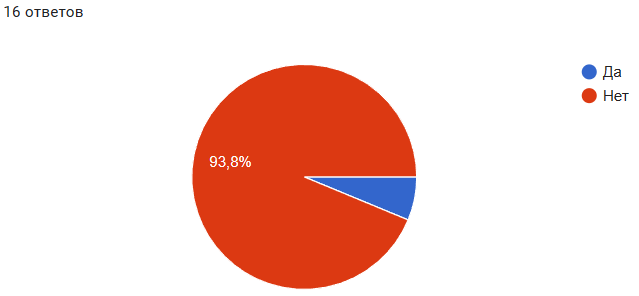 16 ответов
Да
Нет
93,8%